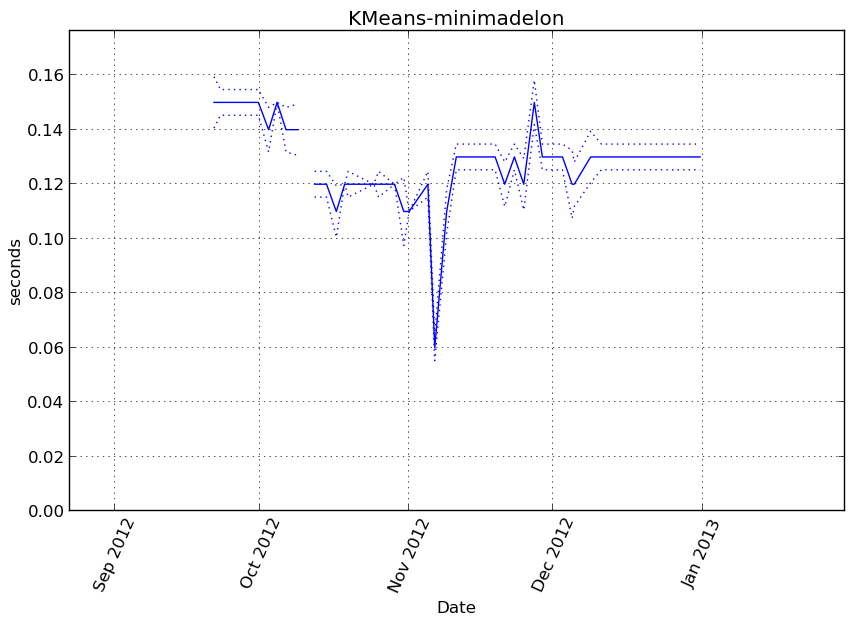 KMeans-minimadelon
0.16
0.14
0.12
0.10
0.08
0.06
0.04
0.02
0.00
seconds
Sep 2012
Oct 2012
Nov 2012
Dec 2012
Jan 2013
Date